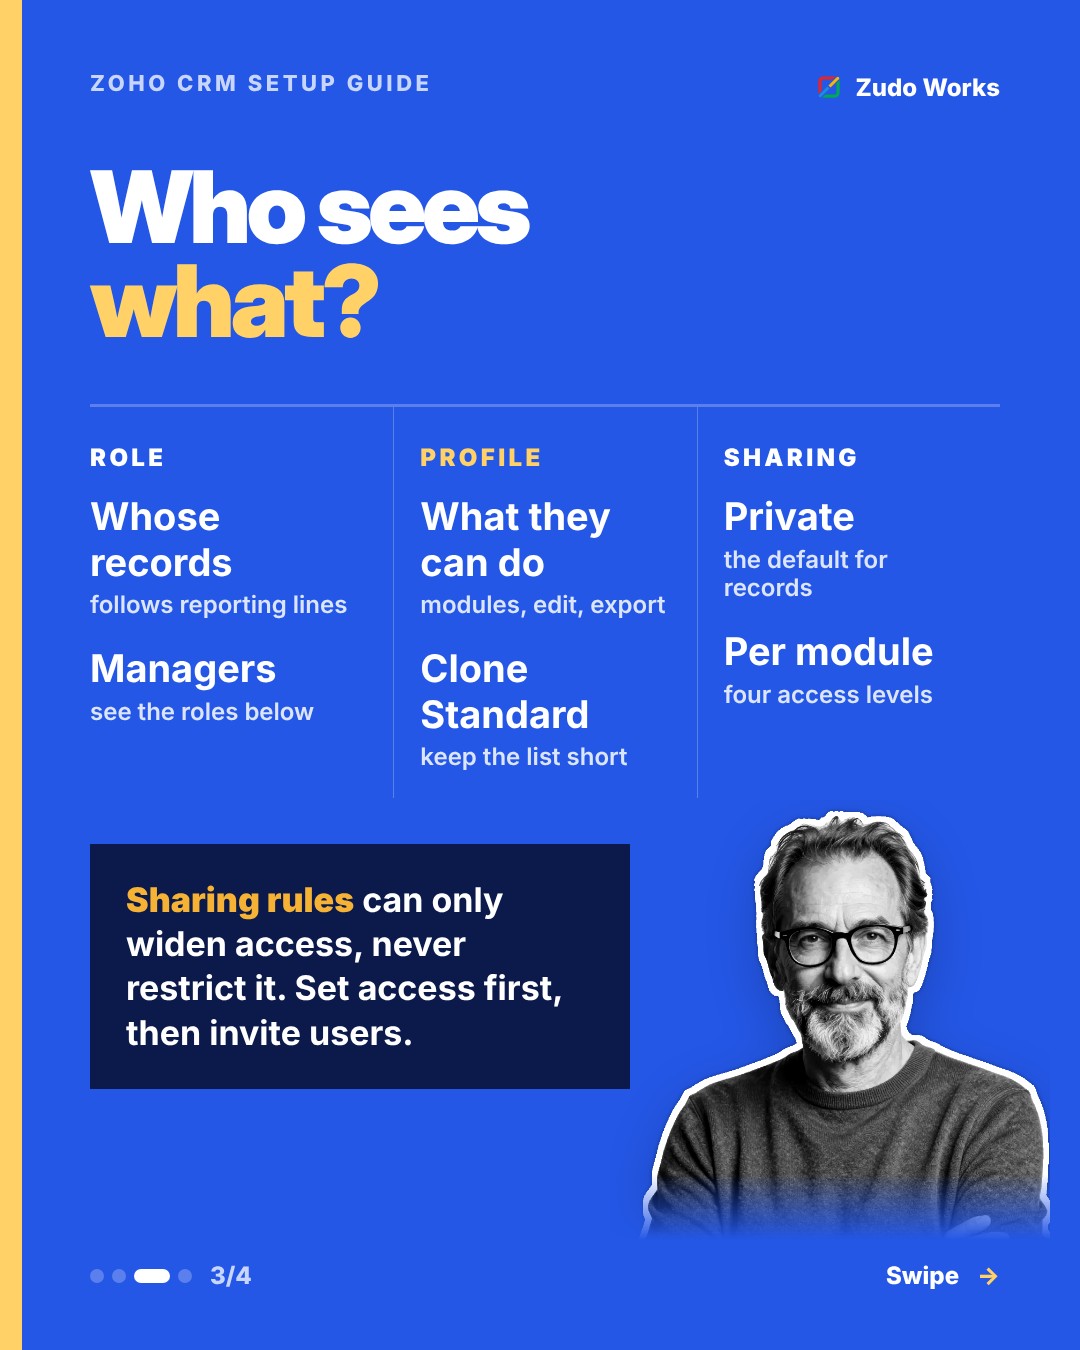 ZOHO CRM SETUP GUIDE
Zudo Works
Who sees
what?
ROLE
Whose
records
follows reporting lines
Managers
see the roles below
PROFILE
What they
can do
modules, edit, export
Clone
Standard
keep the list short
SHARING
Private
the default for
records
Per module
four access levels
Sharing rules can only
widen access, never
restrict it. Set access first,
then invite users.
3/4
Swipe →